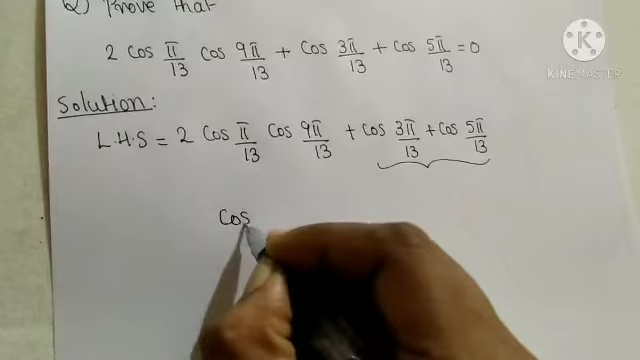 Q) Prove that
2 Cos π/13 Cos 9π/13 + Cos 3π/13 + Cos 5π/13 = 0
Solution:
L.H.S = 2 Cos π/13 Cos 9π/13 + Cos 3π/13 + Cos 5π/13
Cos
KINEMASTER